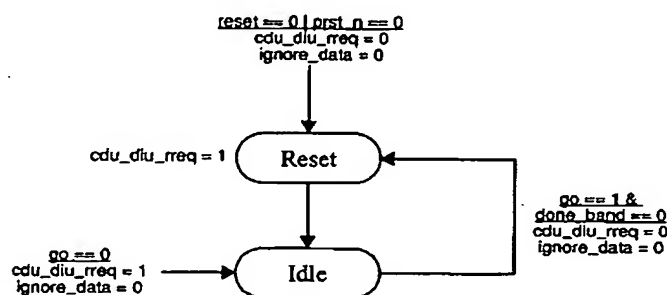 reset == 0 | prst_n == 0
cdu_diu_rreq = 0
ignore_data = 0
cdu_diu_rreq = 1
Reset
go == 1 &
done_band == 0
cdu_diu_rreq = 0
ignore_data = 0
go == 0
cdu_diu_rreq = 1
ignore_data = 0
Idle